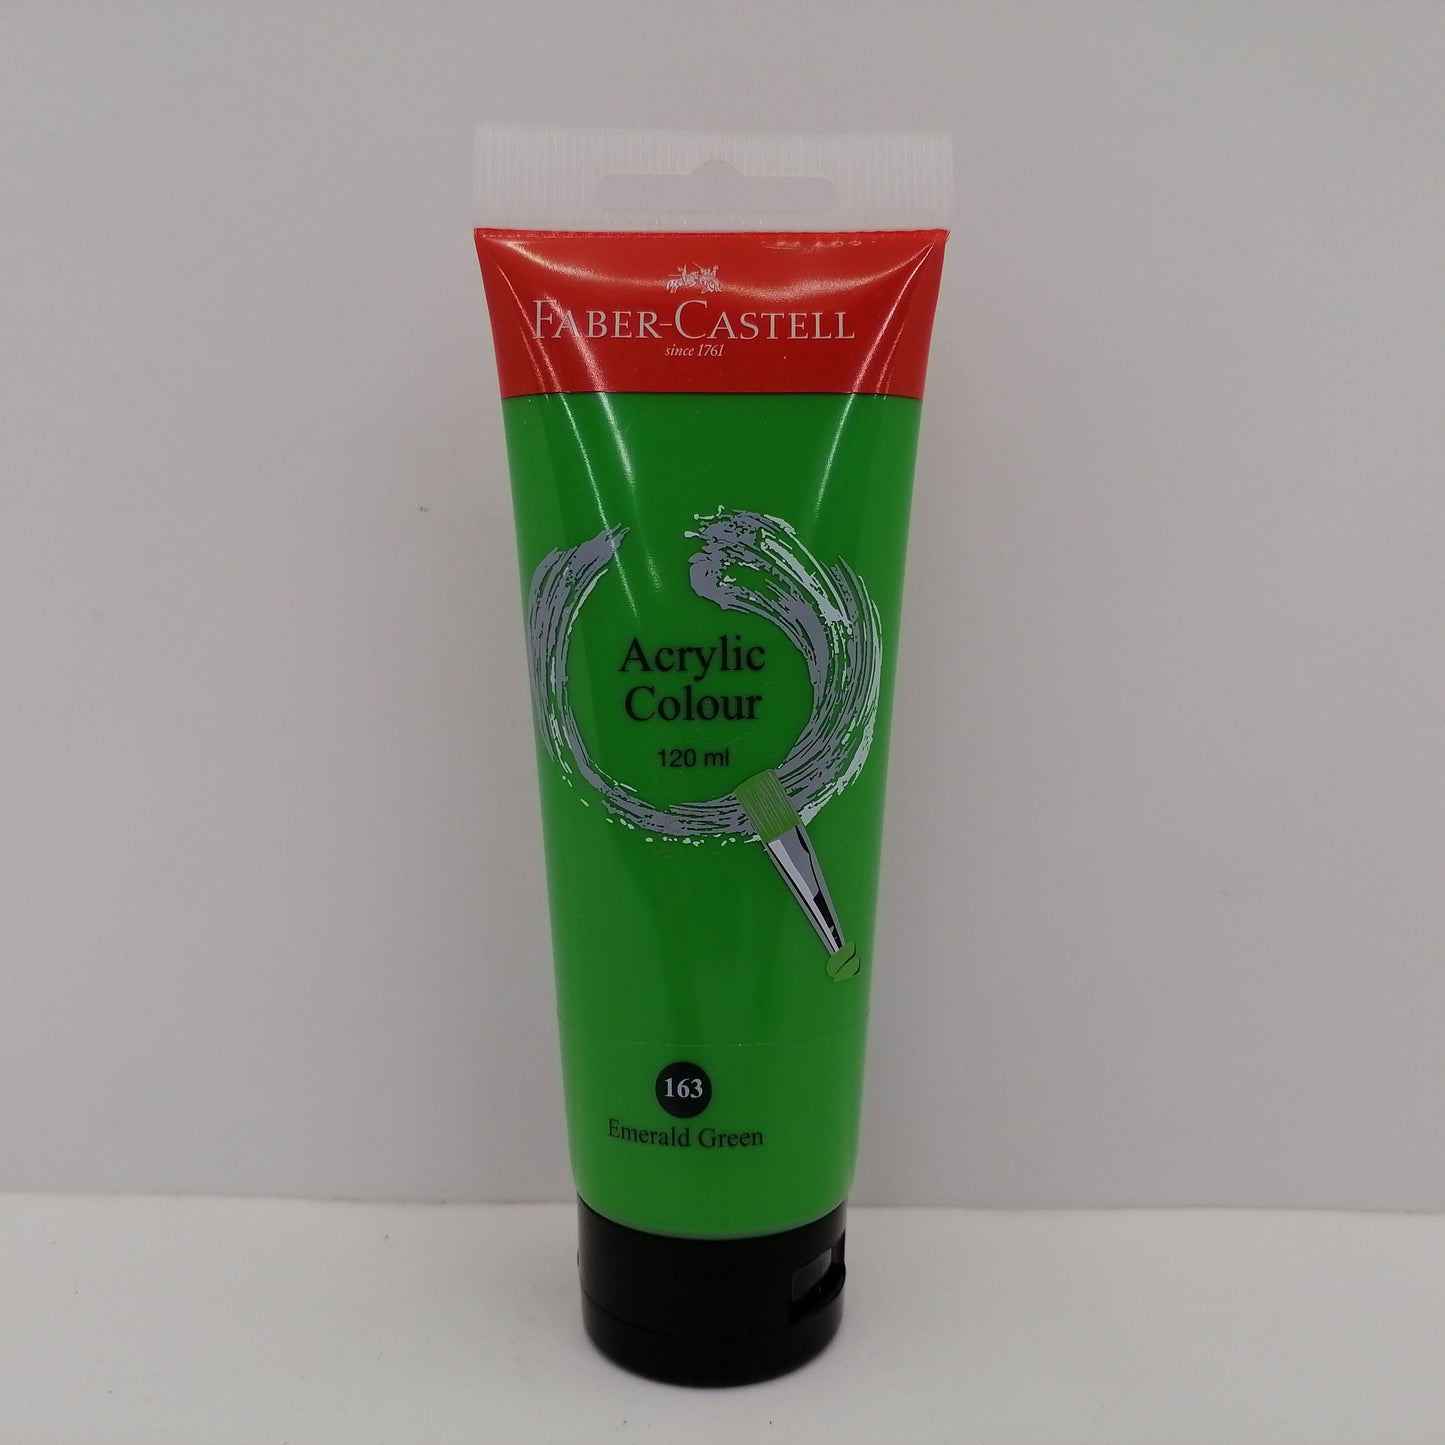 FABER-CASTELL
since 1761
Acrylic
Colour
120 ml
163
Emerald Green